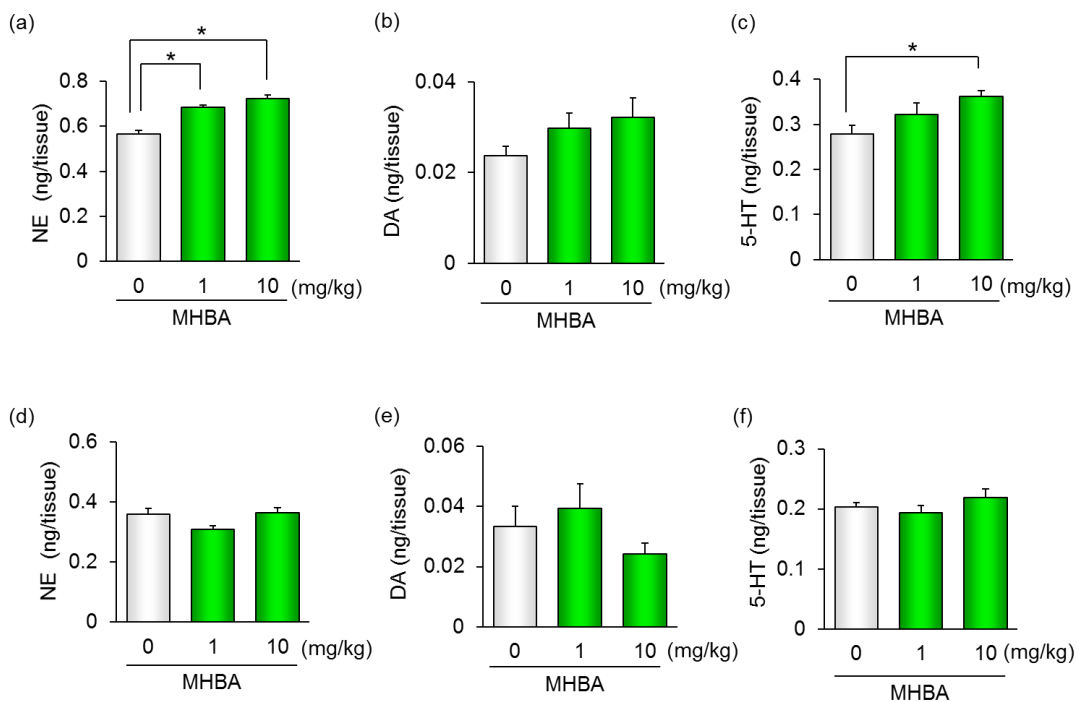 (a)
*
*
NE (ng/tissue)
0.8
0.6
0.4
0.2
0
0 1 10 (mg/kg)
MHBA
(b)
DA (ng/tissue)
0.04
0.02
0
0 1 10 (mg/kg)
MHBA
(c)
*
5-HT (ng/tissue)
0.4
0.3
0.2
0.1
0
0 1 10 (mg/kg)
MHBA
(d)
NE (ng/tissue)
0.6
0.4
0.2
0
0 1 10 (mg/kg)
MHBA
(e)
DA (ng/tissue)
0.06
0.04
0.02
0
0 1 10 (mg/kg)
MHBA
(f)
5-HT (ng/tissue)
0.3
0.2
0.1
0
0 1 10 (mg/kg)
MHBA